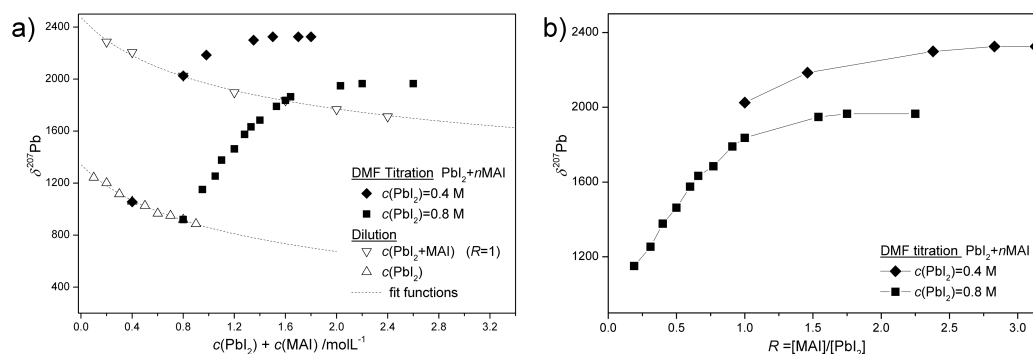 a)
2400
2000
1600
1200
800
400
δ²⁰⁷Pb
DMF Titration PbI₂+nMAI
c(PbI₂)=0.4 M
c(PbI₂)=0.8 M
Dilution
c(PbI₂+MAI) (R=1)
c(PbI₂)
fit functions
0.0 0.4 0.8 1.2 1.6 2.0 2.4 2.8 3.2
c(PbI₂) + c(MAI) /molL⁻¹
b)
2400
2000
1600
1200
δ²⁰⁷Pb
DMF titration PbI₂+nMAI
c(PbI₂)=0.4 M
c(PbI₂)=0.8 M
0.0 0.5 1.0 1.5 2.0 2.5 3.0
R =[MAI]/[PbI₂]